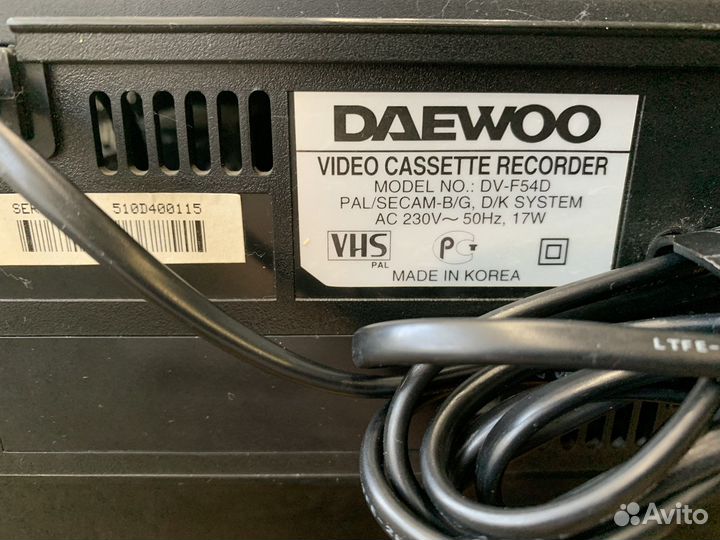 DAEWOO
VIDEO CASSETTE RECORDER
MODEL NO.: DV-F54D
PAL/SECAM-B/G, D/K SYSTEM
AC 230V~ 50Hz, 17W
VHS
PAL
РСТ
MADE IN KOREA
SER
510D400115
LTFE-
Avito